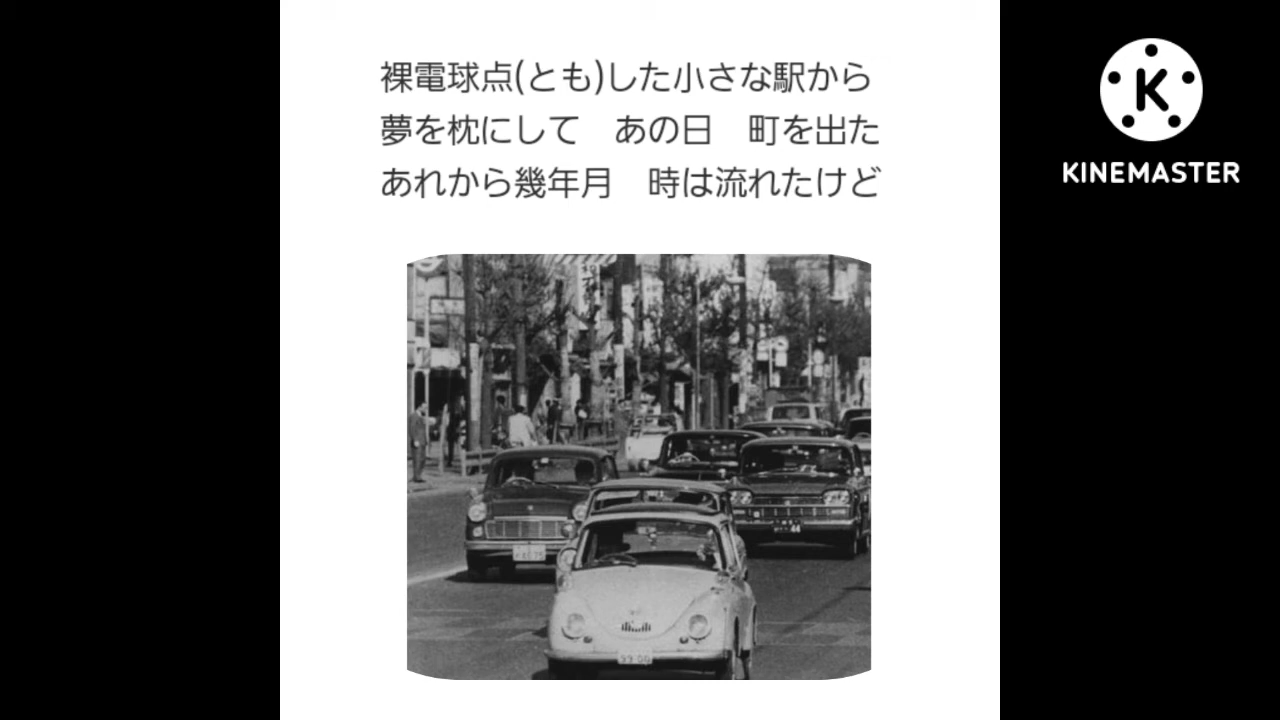 裸電球点(とも)した小さな駅から
夢を枕にして　あの日　町を出た
あれから幾年月　時は流れたけど
K
KINEMASTER